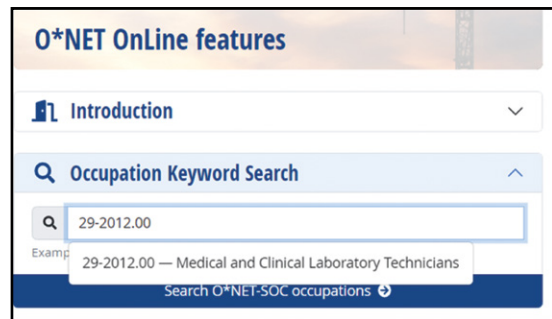 O*NET OnLine features
Introduction
Occupation Keyword Search
29-2012.00
Examp
29-2012.00 — Medical and Clinical Laboratory Technicians
Search O*NET-SOC occupations